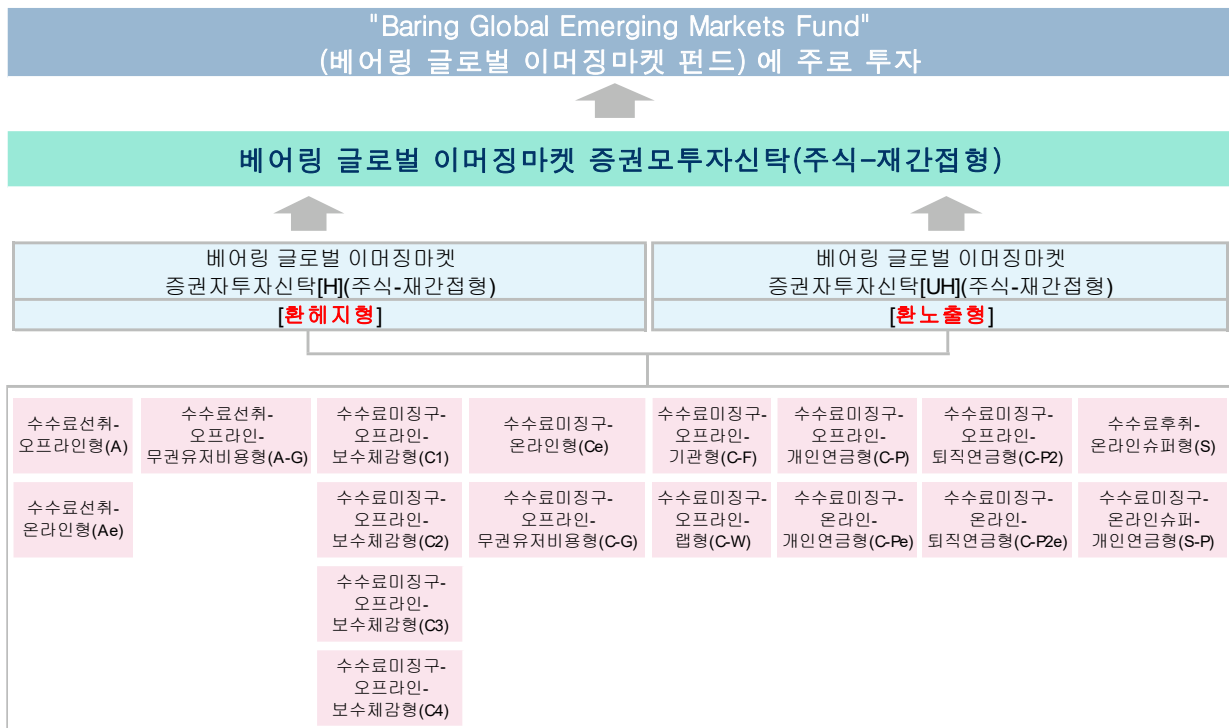 "Baring Global Emerging Markets Fund"
(베어링 글로벌 이머징마켓 펀드) 에 주로 투자
베어링 글로벌 이머징마켓 증권모투자신탁(주식-재간접형)
베어링 글로벌 이머징마켓
증권자투자신탁[H](주식-재간접형)
[환헤지형]
베어링 글로벌 이머징마켓
증권자투자신탁[UH](주식-재간접형)
[환노출형]
수수료선취-
오프라인형(A)
수수료선취-
오프라인-
무권유저비용형(A-G)
수수료미징구-
오프라인-
보수체감형(C1)
수수료미징구-
온라인형(Ce)
수수료미징구-
오프라인-
기관형(C-F)
수수료미징구-
오프라인-
개인연금형(C-P)
수수료미징구-
오프라인-
퇴직연금형(C-P2)
수수료후취-
온라인슈퍼형(S)
수수료선취-
온라인형(Ae)
수수료미징구-
오프라인-
보수체감형(C2)
수수료미징구-
오프라인-
무권유저비용형(C-G)
수수료미징구-
오프라인-
랩형(C-W)
수수료미징구-
온라인-
개인연금형(C-Pe)
수수료미징구-
온라인-
퇴직연금형(C-P2e)
수수료미징구-
온라인슈퍼-
개인연금형(S-P)
수수료미징구-
오프라인-
보수체감형(C3)
수수료미징구-
오프라인-
보수체감형(C4)